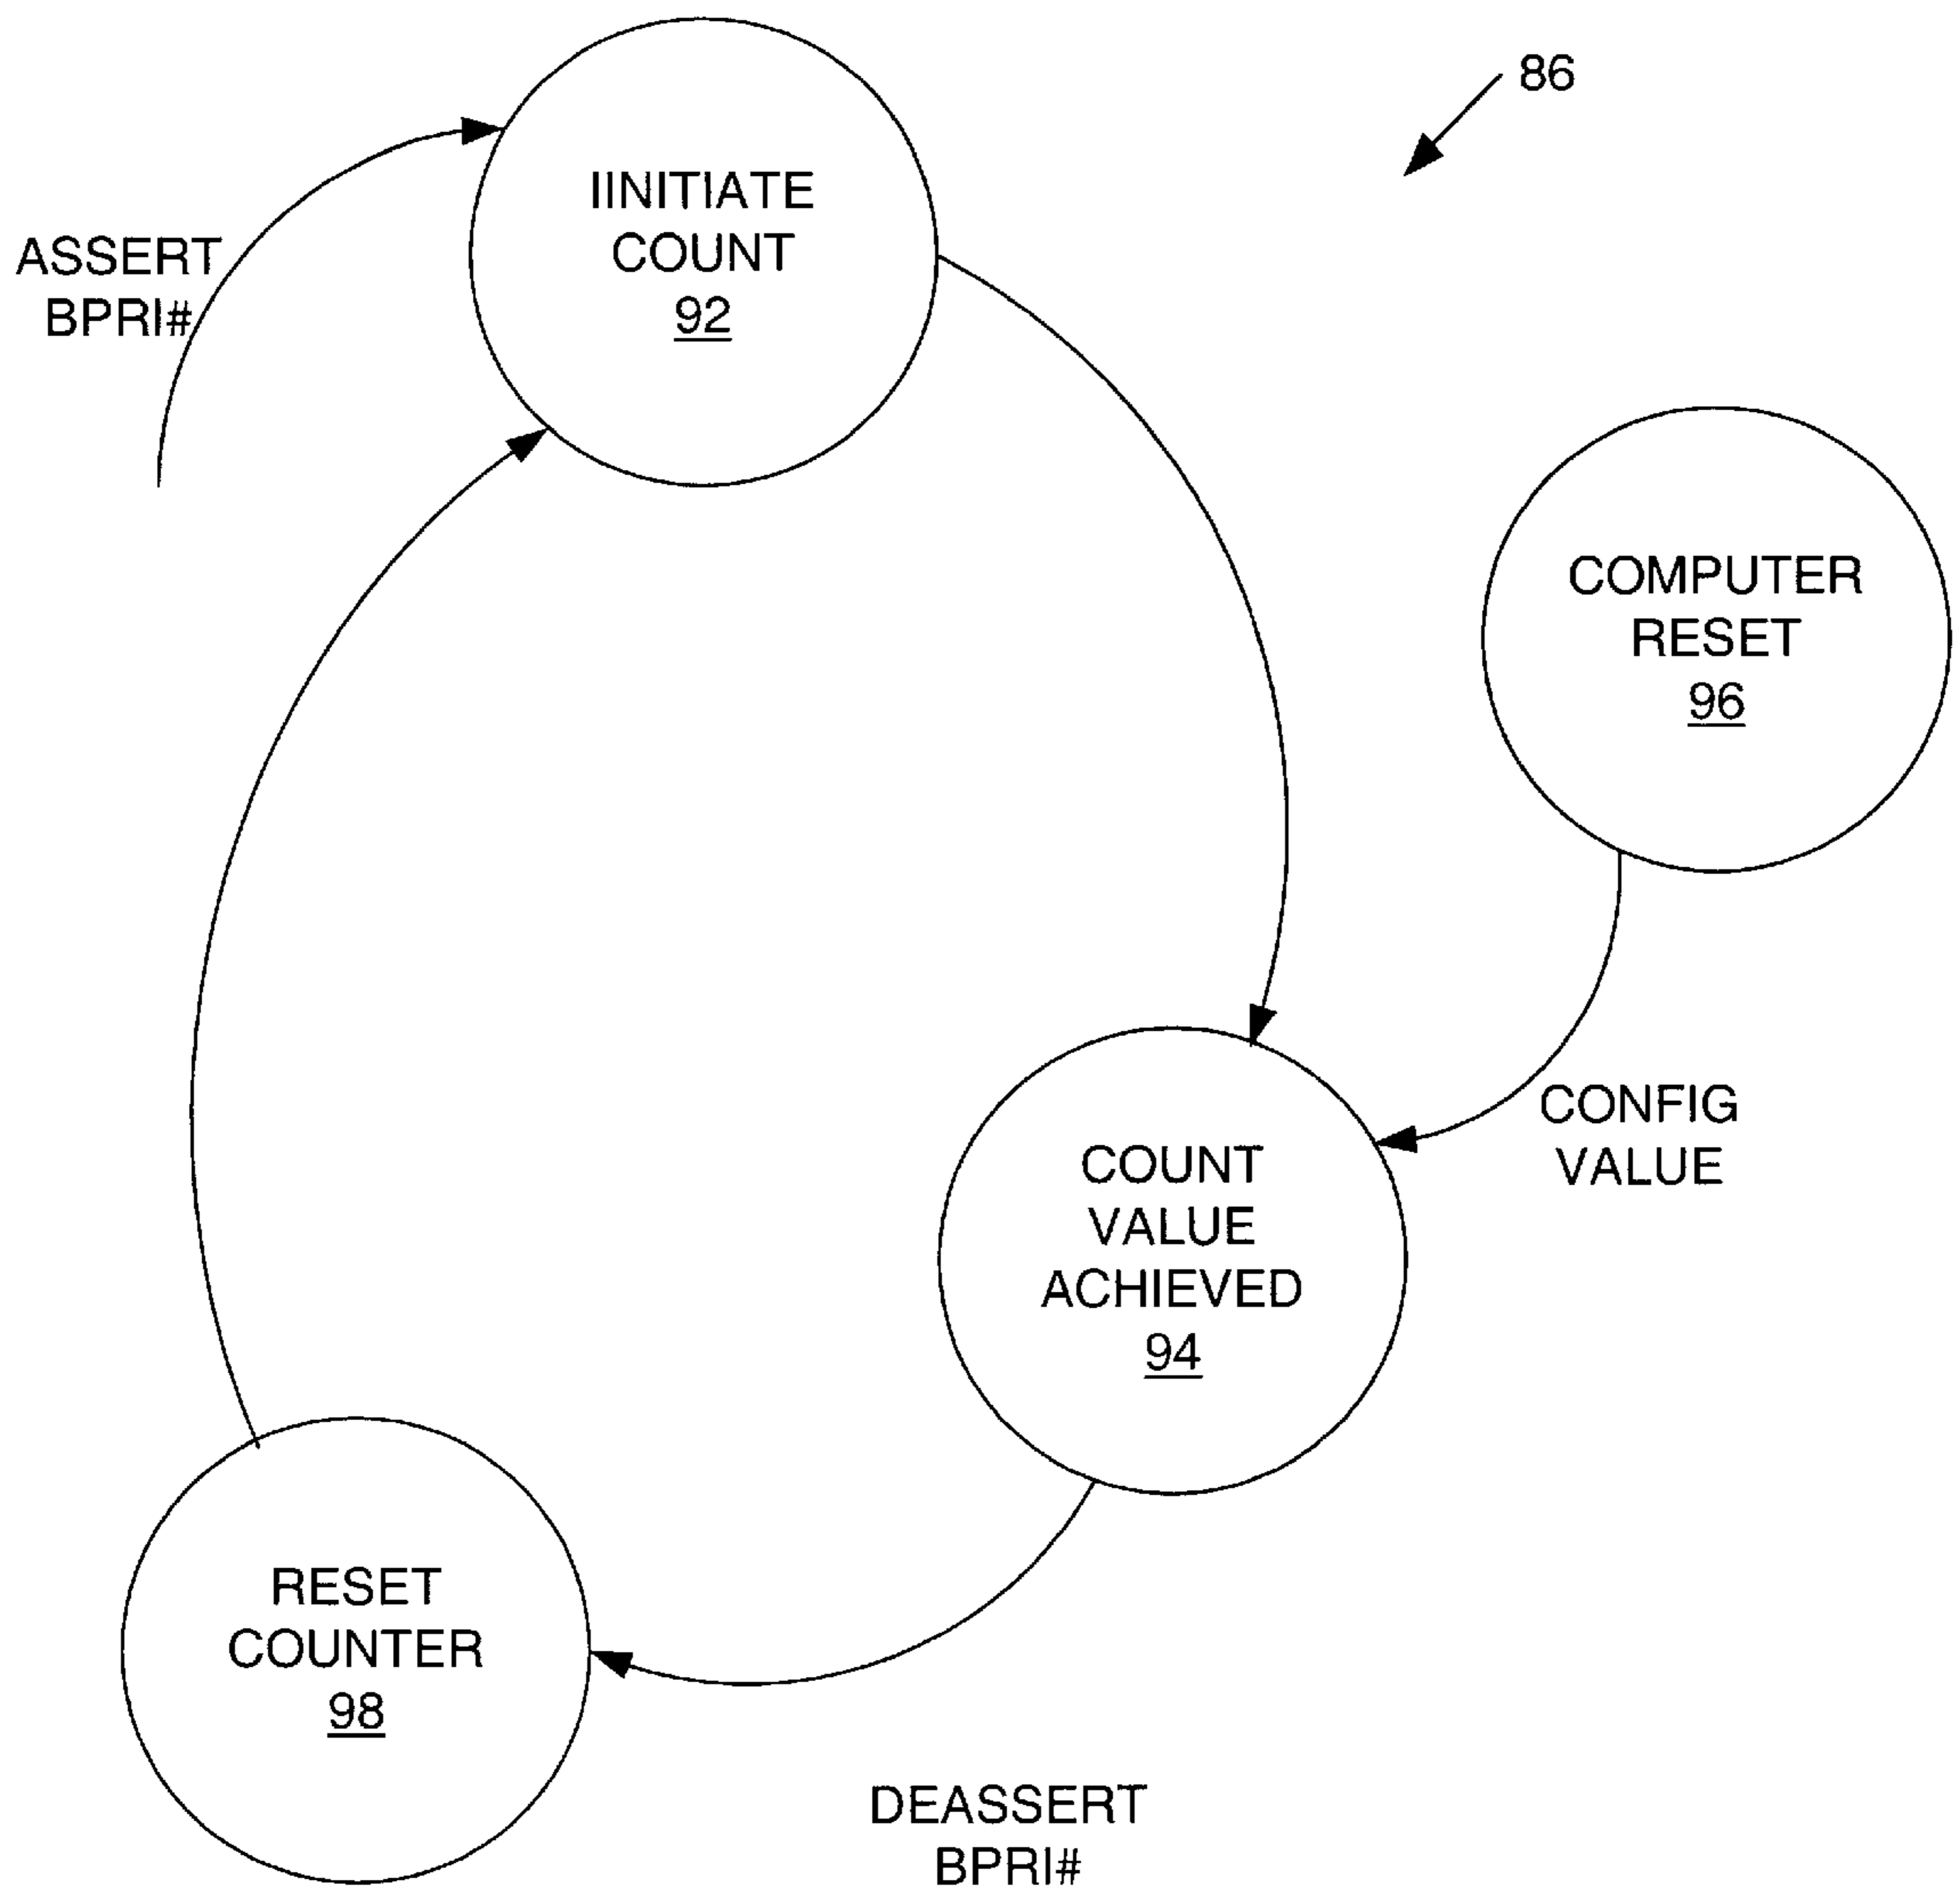 86
IINITIATE
COUNT
92
ASSERT
BPRI#
COMPUTER
RESET
96
CONFIG
VALUE
COUNT
VALUE
ACHIEVED
94
RESET
COUNTER
98
DEASSERT
BPRI#